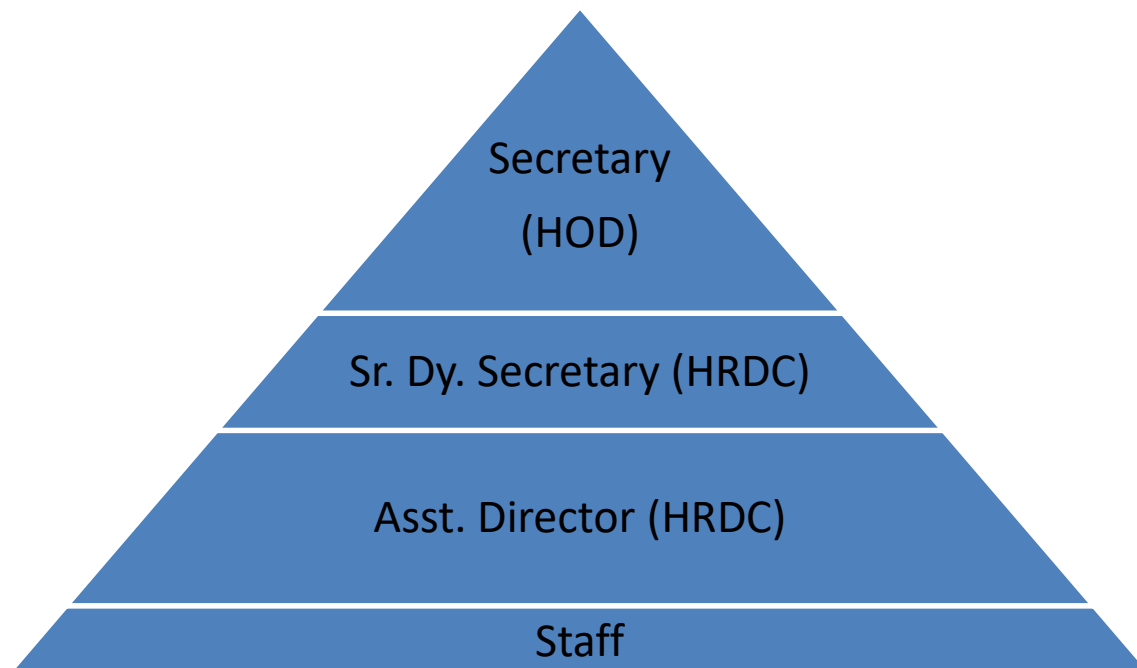 Secretary
(HOD)
Sr. Dy. Secretary (HRDC)
Asst. Director (HRDC)
Staff